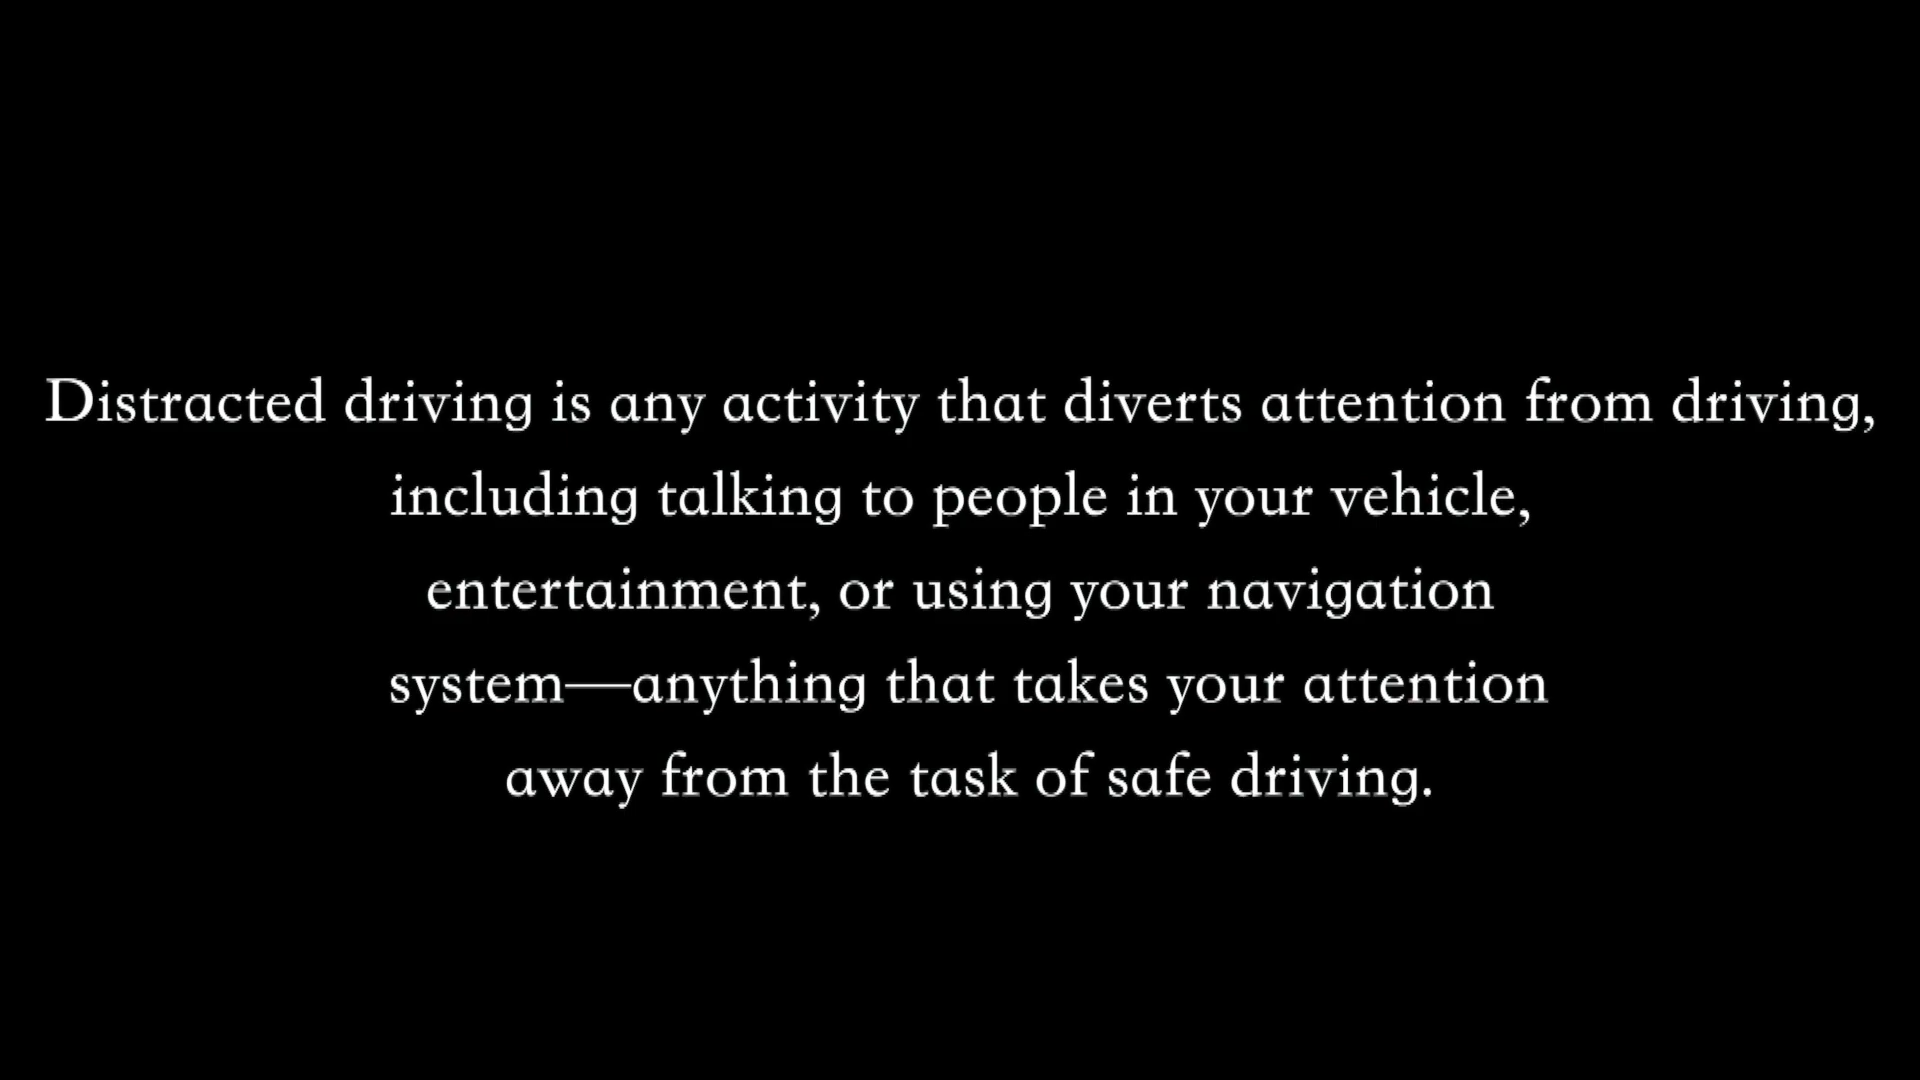 Distracted driving is any activity that diverts attention from driving,
including talking to people in your vehicle,
entertainment, or using your navigation
system—anything that takes your attention
away from the task of safe driving.